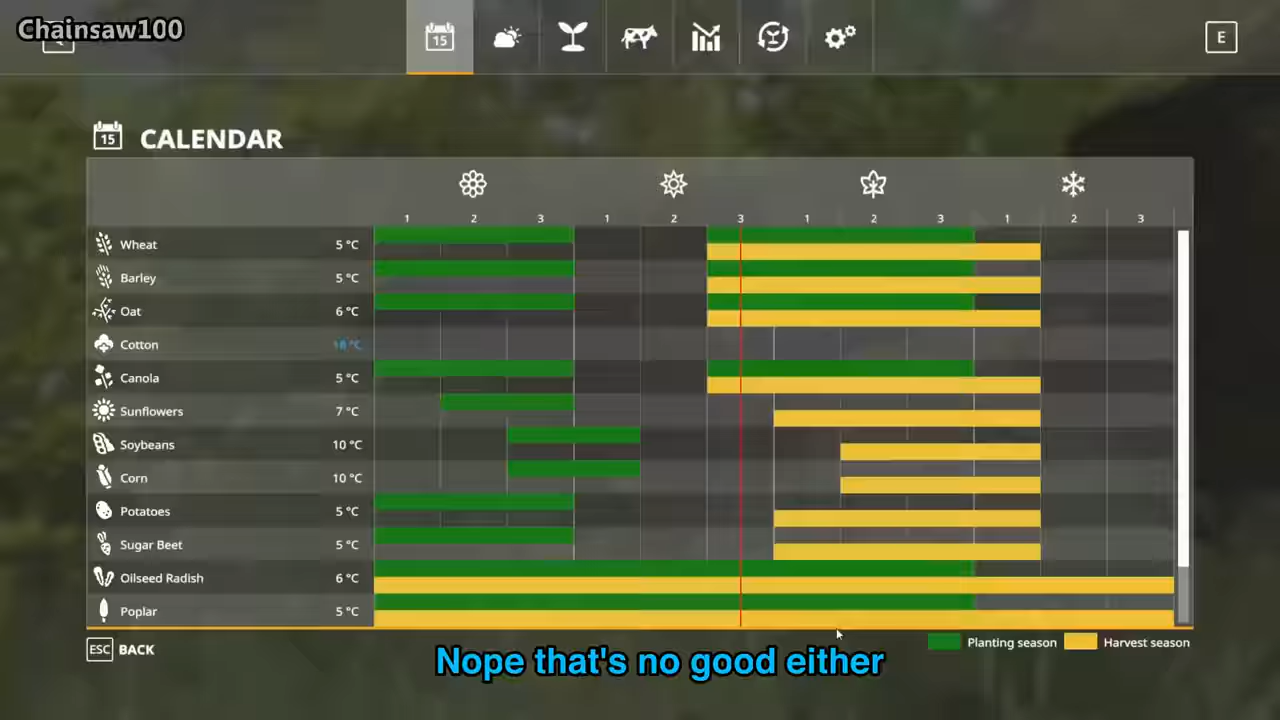 Chainsaw100
15
E
15 CALENDAR
1 2 3 1 2 3 1 2 3 1 2 3
Wheat 5 °C
Barley 5 °C
Oat 6 °C
Cotton
Canola 5 °C
Sunflowers 7 °C
Soybeans 10 °C
Corn 10 °C
Potatoes 5 °C
Sugar Beet 5 °C
Oilseed Radish 6 °C
Poplar 5 °C
ESC BACK
Planting season Harvest season
Nope that's no good either